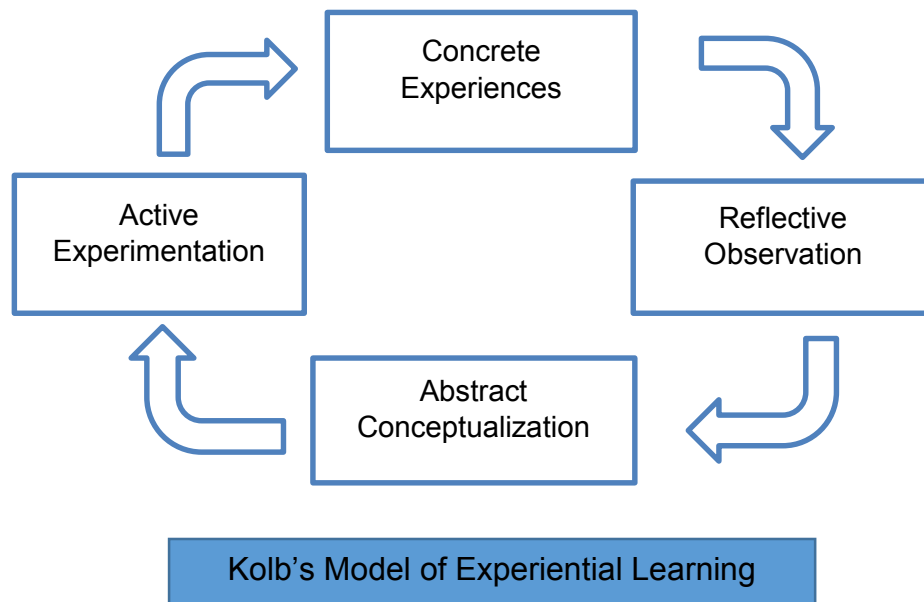 Concrete
Experiences
Active
Experimentation
Reflective
Observation
Abstract
Conceptualization
Kolb’s Model of Experiential Learning